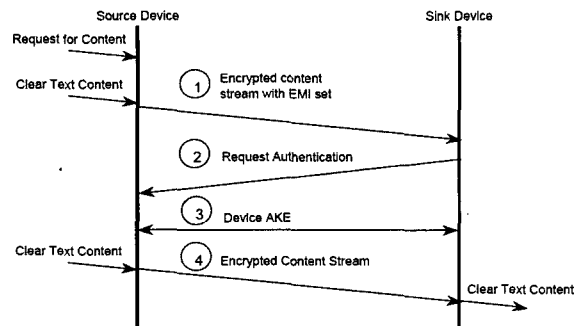 Source Device
Sink Device
Request for Content
Clear Text Content
1
Encrypted content
stream with EMI set
2
Request Authentication
3
Device AKE
Clear Text Content
4
Encrypted Content Stream
Clear Text Content